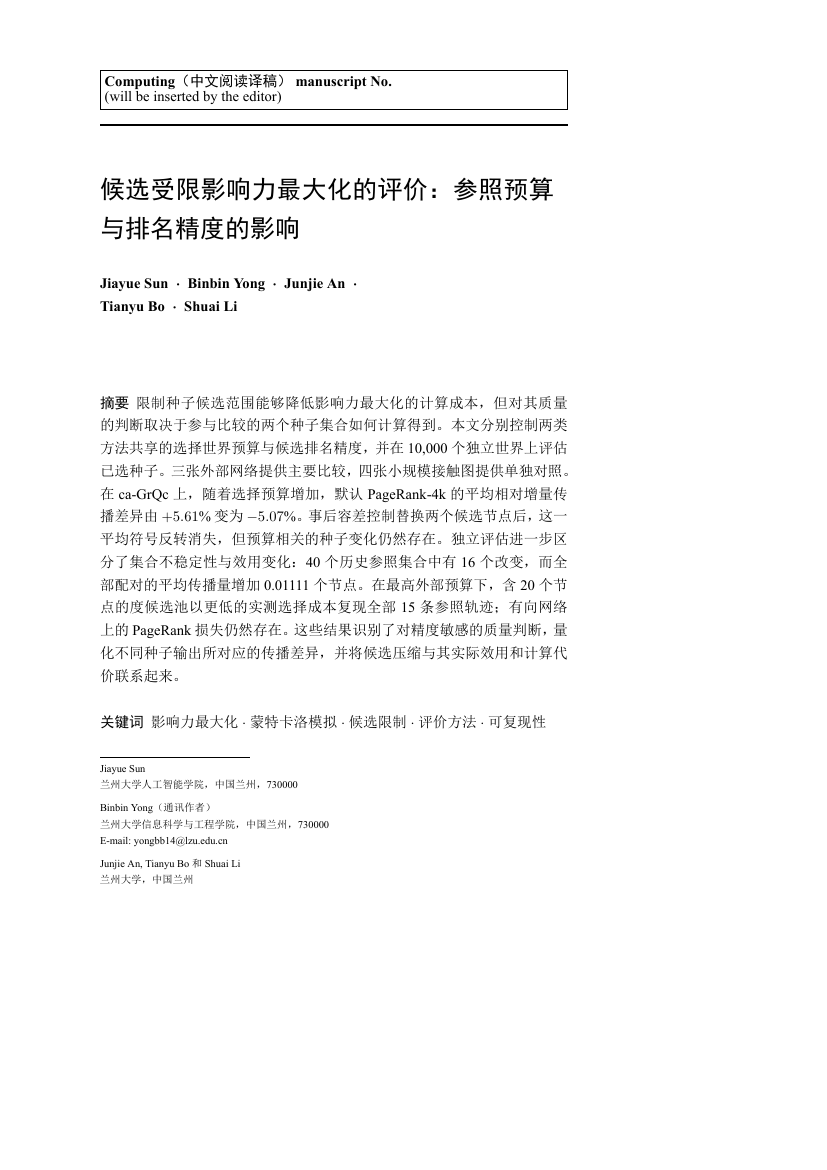 Computing（中文阅读译稿） manuscript No.
(will be inserted by the editor)
候选受限影响力最大化的评价：参照预算
与排名精度的影响
Jiayue Sun · Binbin Yong · Junjie An ·
Tianyu Bo · Shuai Li
摘要 限制种子候选范围能够降低影响力最大化的计算成本，但对其质量
的判断取决于参与比较的两个种子集合如何计算得到。本文分别控制两类
方法共享的选择世界预算与候选排名精度，并在 10,000 个独立世界上评估
已选种子。三张外部网络提供主要比较，四张小规模接触图提供单独对照。
在 ca-GrQc 上，随着选择预算增加，默认 PageRank-4k 的平均相对增量传
播差异由 +5.61% 变为 −5.07%。事后容差控制替换两个候选节点后，这一
平均符号反转消失，但预算相关的种子变化仍然存在。独立评估进一步区
分了集合不稳定性与效用变化：40 个历史参照集合中有 16 个改变，而全
部配对的平均传播量增加 0.01111 个节点。在最高外部预算下，含 20 个节
点的度候选池以更低的实测选择成本复现全部 15 条参照轨迹；有向网络
上的 PageRank 损失仍然存在。这些结果识别了对精度敏感的质量判断，量
化不同种子输出所对应的传播差异，并将候选压缩与其实际效用和计算代
价联系起来。
关键词 影响力最大化 · 蒙特卡洛模拟 · 候选限制 · 评价方法 · 可复现性
Jiayue Sun
兰州大学人工智能学院，中国兰州，730000
Binbin Yong（通讯作者）
兰州大学信息科学与工程学院，中国兰州，730000
E-mail: yongbb14@lzu.edu.cn
Junjie An, Tianyu Bo 和 Shuai Li
兰州大学，中国兰州